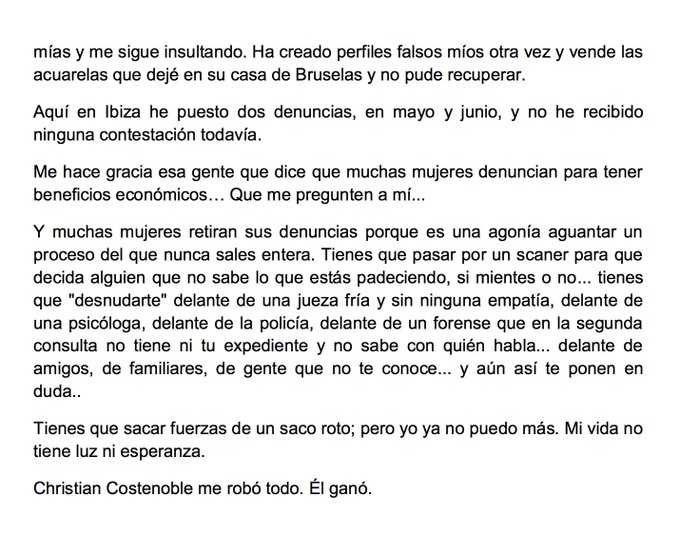 mías y me sigue insultando. Ha creado perfiles falsos míos otra vez y vende las
acuarelas que dejé en su casa de Bruselas y no pude recuperar.
Aquí en Ibiza he puesto dos denuncias, en mayo y junio, y no he recibido
ninguna contestación todavía.
Me hace gracia esa gente que dice que muchas mujeres denuncian para tener
beneficios económicos… Que me pregunten a mí...
Y muchas mujeres retiran sus denuncias porque es una agonía aguantar un
proceso del que nunca sales entera. Tienes que pasar por un scaner para que
decida alguien que no sabe lo que estás padeciendo, si mientes o no... tienes
que "desnudarte" delante de una jueza fría y sin ninguna empatía, delante de
una psicóloga, delante de la policía, delante de un forense que en la segunda
consulta no tiene ni tu expediente y no sabe con quién habla... delante de
amigos, de familiares, de gente que no te conoce... y aún así te ponen en
duda..
Tienes que sacar fuerzas de un saco roto; pero yo ya no puedo más. Mi vida no
tiene luz ni esperanza.
Christian Costenoble me robó todo. Él ganó.